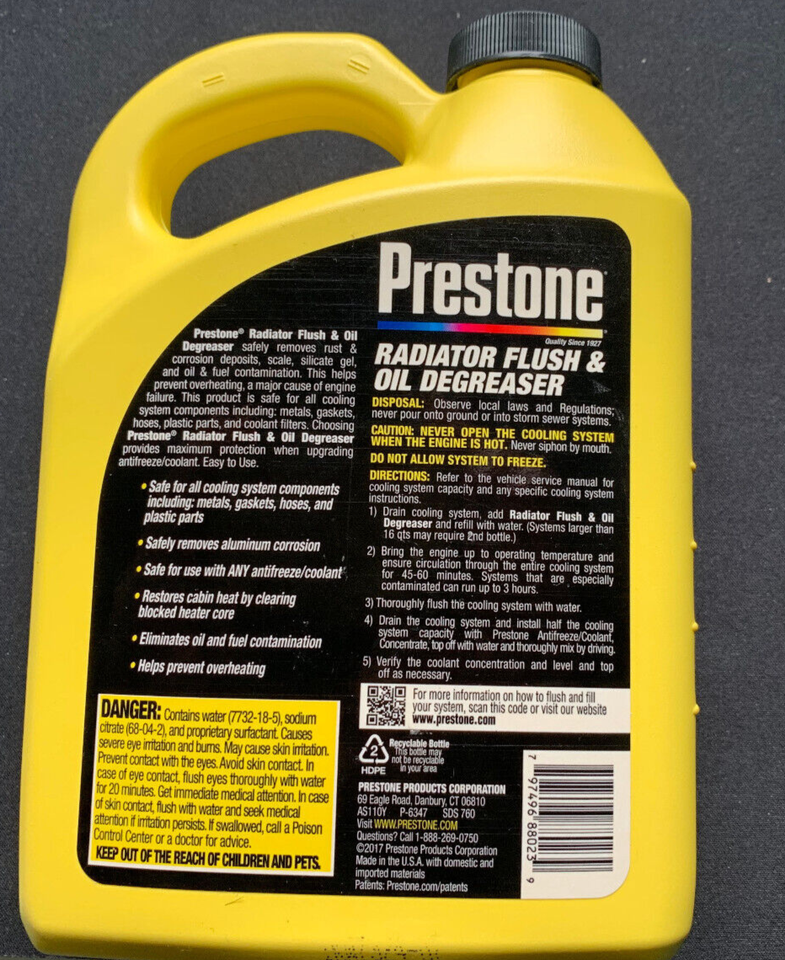 Prestone®
Quality Since 1927
RADIATOR FLUSH &
OIL DEGREASER
Prestone® Radiator Flush & Oil
Degreaser safely removes rust &
corrosion deposits, scale, silicate gel,
and oil & fuel contamination. This helps
prevent overheating, a major cause of engine
failure. This product is safe for all cooling
system components including: metals, gaskets,
hoses, plastic parts, and coolant filters. Choosing
Prestone® Radiator Flush & Oil Degreaser
provides maximum protection when upgrading
antifreeze/coolant. Easy to Use.
• Safe for all cooling system components
including: metals, gaskets, hoses, and
plastic parts
• Safely removes aluminum corrosion
• Safe for use with ANY antifreeze/coolant
• Restores cabin heat by clearing
blocked heater core
• Eliminates oil and fuel contamination
• Helps prevent overheating
DANGER: Contains water (7732-18-5), sodium
citrate (68-04-2), and proprietary surfactant. Causes
severe eye irritation and burns. May cause skin irritation.
Prevent contact with the eyes. Avoid skin contact. In
case of eye contact, flush eyes thoroughly with water
for 20 minutes. Get immediate medical attention. In case
of skin contact, flush with water and seek medical
attention if irritation persists. If swallowed, call a Poison
Control Center or a doctor for advice.
KEEP OUT OF THE REACH OF CHILDREN AND PETS.
DISPOSAL: Observe local laws and Regulations;
never pour onto ground or into storm sewer systems.
CAUTION: NEVER OPEN THE COOLING SYSTEM
WHEN THE ENGINE IS HOT. Never siphon by mouth.
DO NOT ALLOW SYSTEM TO FREEZE.
DIRECTIONS: Refer to the vehicle service manual for
cooling system capacity and any specific cooling system
instructions.
1) Drain cooling system, add Radiator Flush & Oil
Degreaser and refill with water. (Systems larger than
16 qts may require 2nd bottle.)
2) Bring the engine up to operating temperature and
ensure circulation through the entire cooling system
for 45-60 minutes. Systems that are especially
contaminated can run up to 3 hours.
3) Thoroughly flush the cooling system with water.
4) Drain the cooling system and install half the cooling
system capacity with Prestone Antifreeze/Coolant,
Concentrate, top off with water and thoroughly mix by driving.
5) Verify the coolant concentration and level and top
off as necessary.
For more information on how to flush and fill
your system, scan this code or visit our website
www.prestone.com
2
HDPE
Recyclable Bottle
This bottle may
not be recyclable
in your area
PRESTONE PRODUCTS CORPORATION
69 Eagle Road, Danbury, CT 06810
AS110Y P-6347 SDS 760
Visit WWW.PRESTONE.COM
Questions? Call 1-888-269-0750
©2017 Prestone Products Corporation
Made in the U.S.A. with domestic and
imported materials
Patents: Prestone.com/patents
7 97496 88023 9